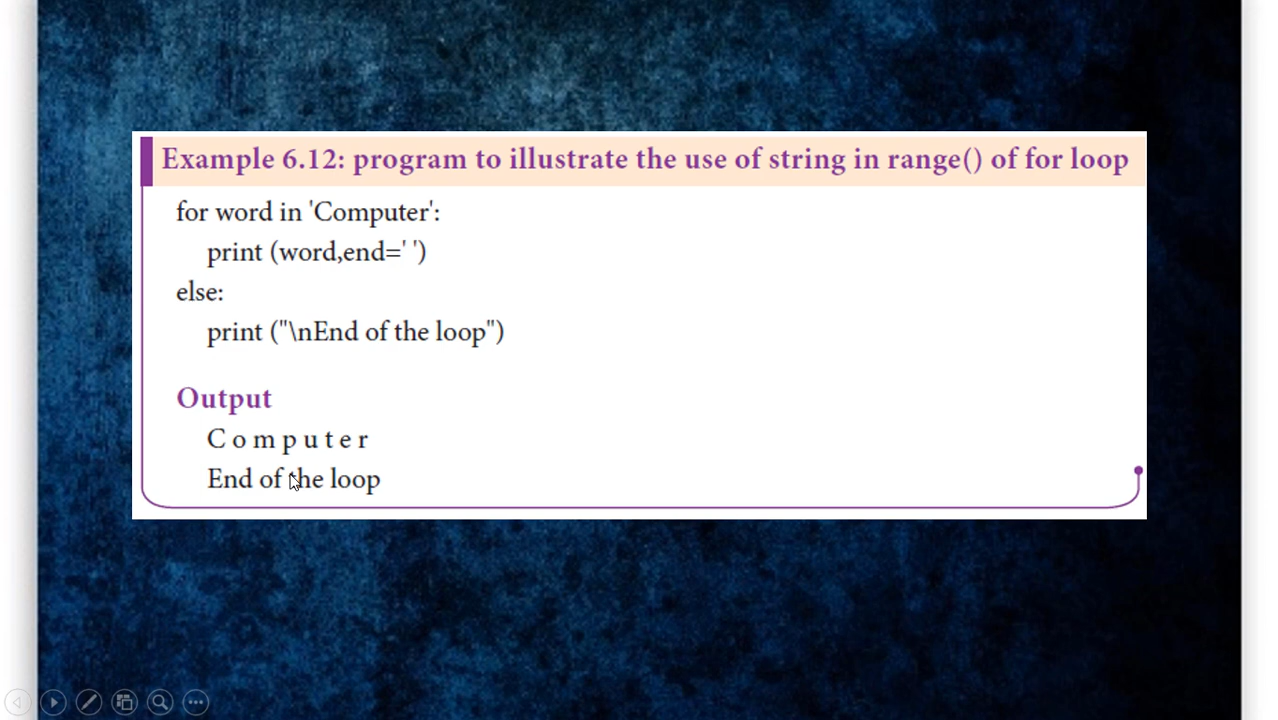 Example 6.12: program to illustrate the use of string in range() of for loop
for word in 'Computer':
print (word,end=' ')
else:
print ("\nEnd of the loop")
Output
C o m p u t e r
End of the loop